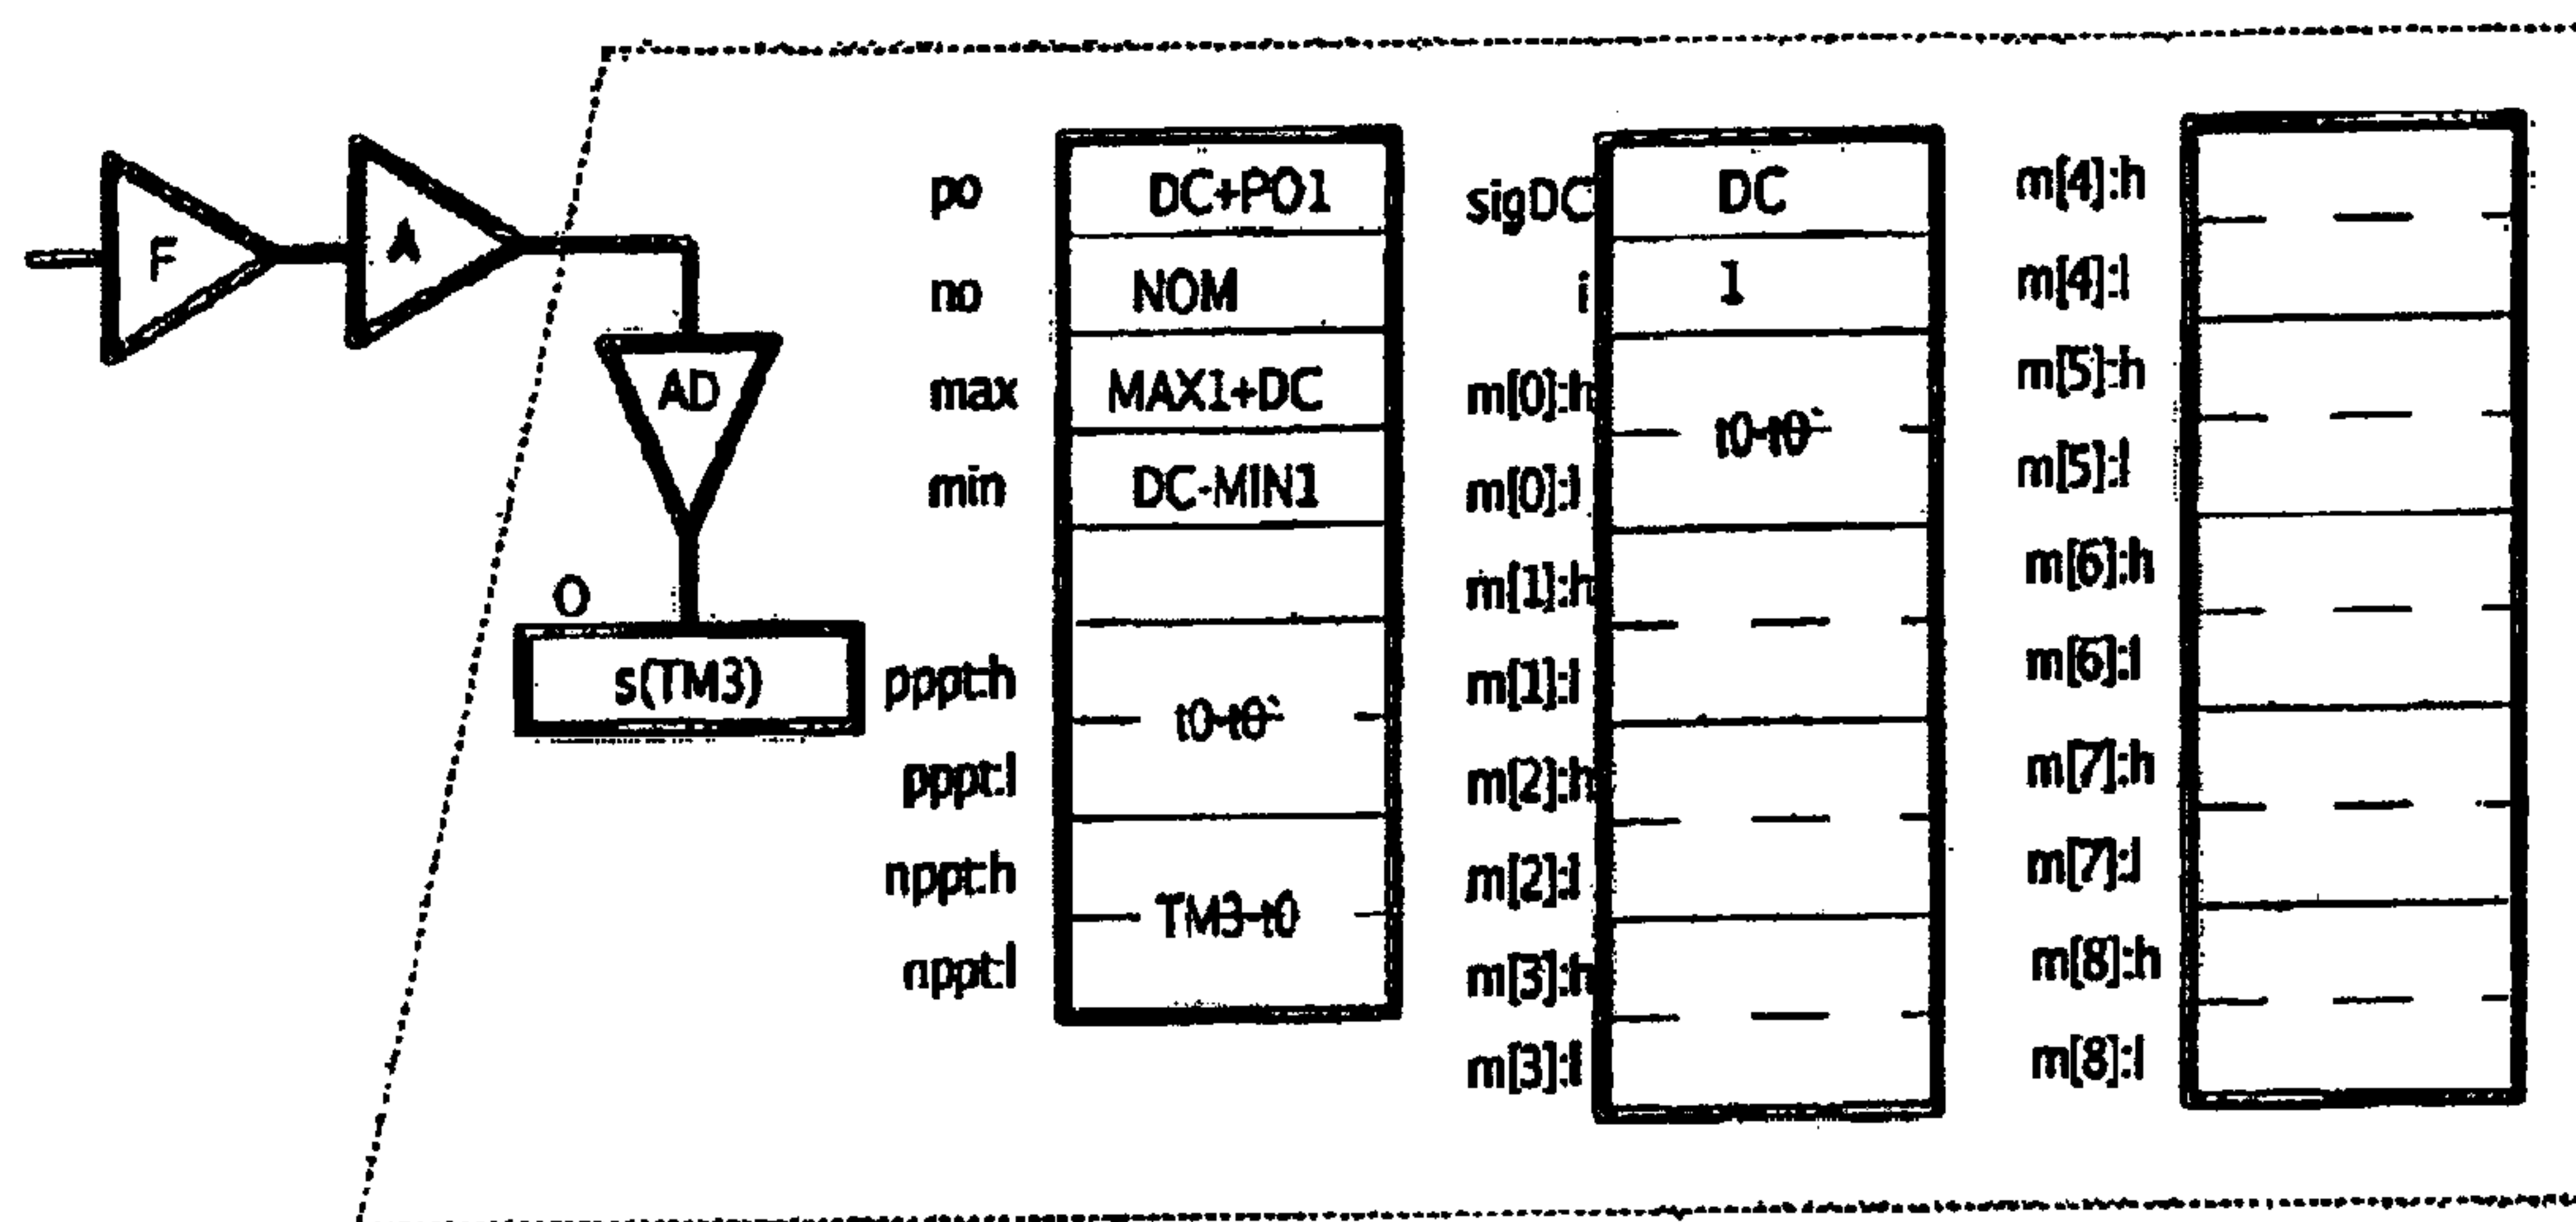 F
A
AD
O
s(TM3)
po DC+PO1
no NOM
max MAX1+DC
min DC-MIN1
pppt:h
t0-t0`
pppt:l
nppt:h
TM3-t0
nppt:l
sigDC DC
i 1
m[0]:h
t0-t0`
m[0]:l
m[1]:h
m[1]:l
m[2]:h
m[2]:l
m[3]:h
m[3]:l
m[4]:h
m[4]:l
m[5]:h
m[5]:l
m[6]:h
m[6]:l
m[7]:h
m[7]:l
m[8]:h
m[8]:l